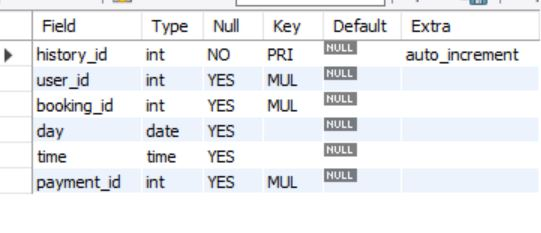 Field Type Null Key Default Extra
history_id int NO PRI NULL auto_increment
user_id int YES MUL NULL
booking_id int YES MUL NULL
day date YES NULL
time time YES NULL
payment_id int YES MUL NULL